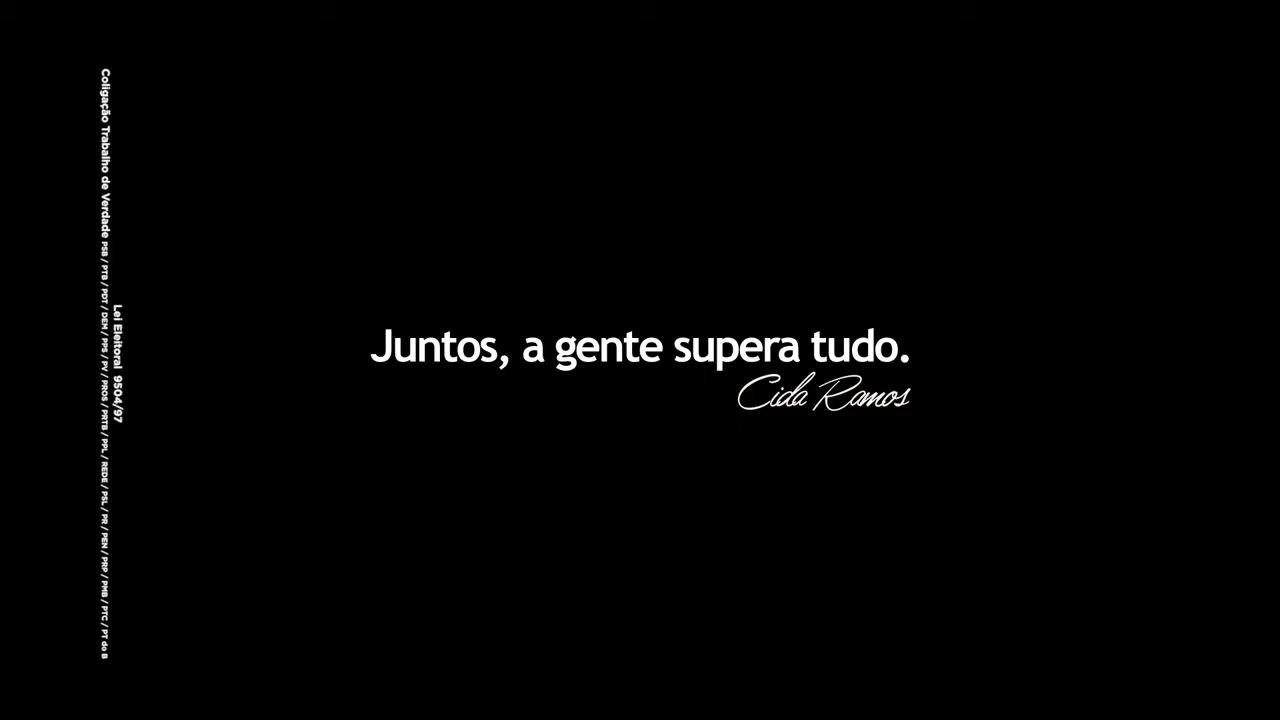 Coligação Trabalho de Verdade PSB / PTB / PDT / DEM / PPS / PV / PROS / PRTB / PPL / REDE / PSL / PR / PEN / PRP / PMB / PTC / PT do B
Lei Eleitoral 9504/97
Juntos, a gente supera tudo.
Cida Ramos